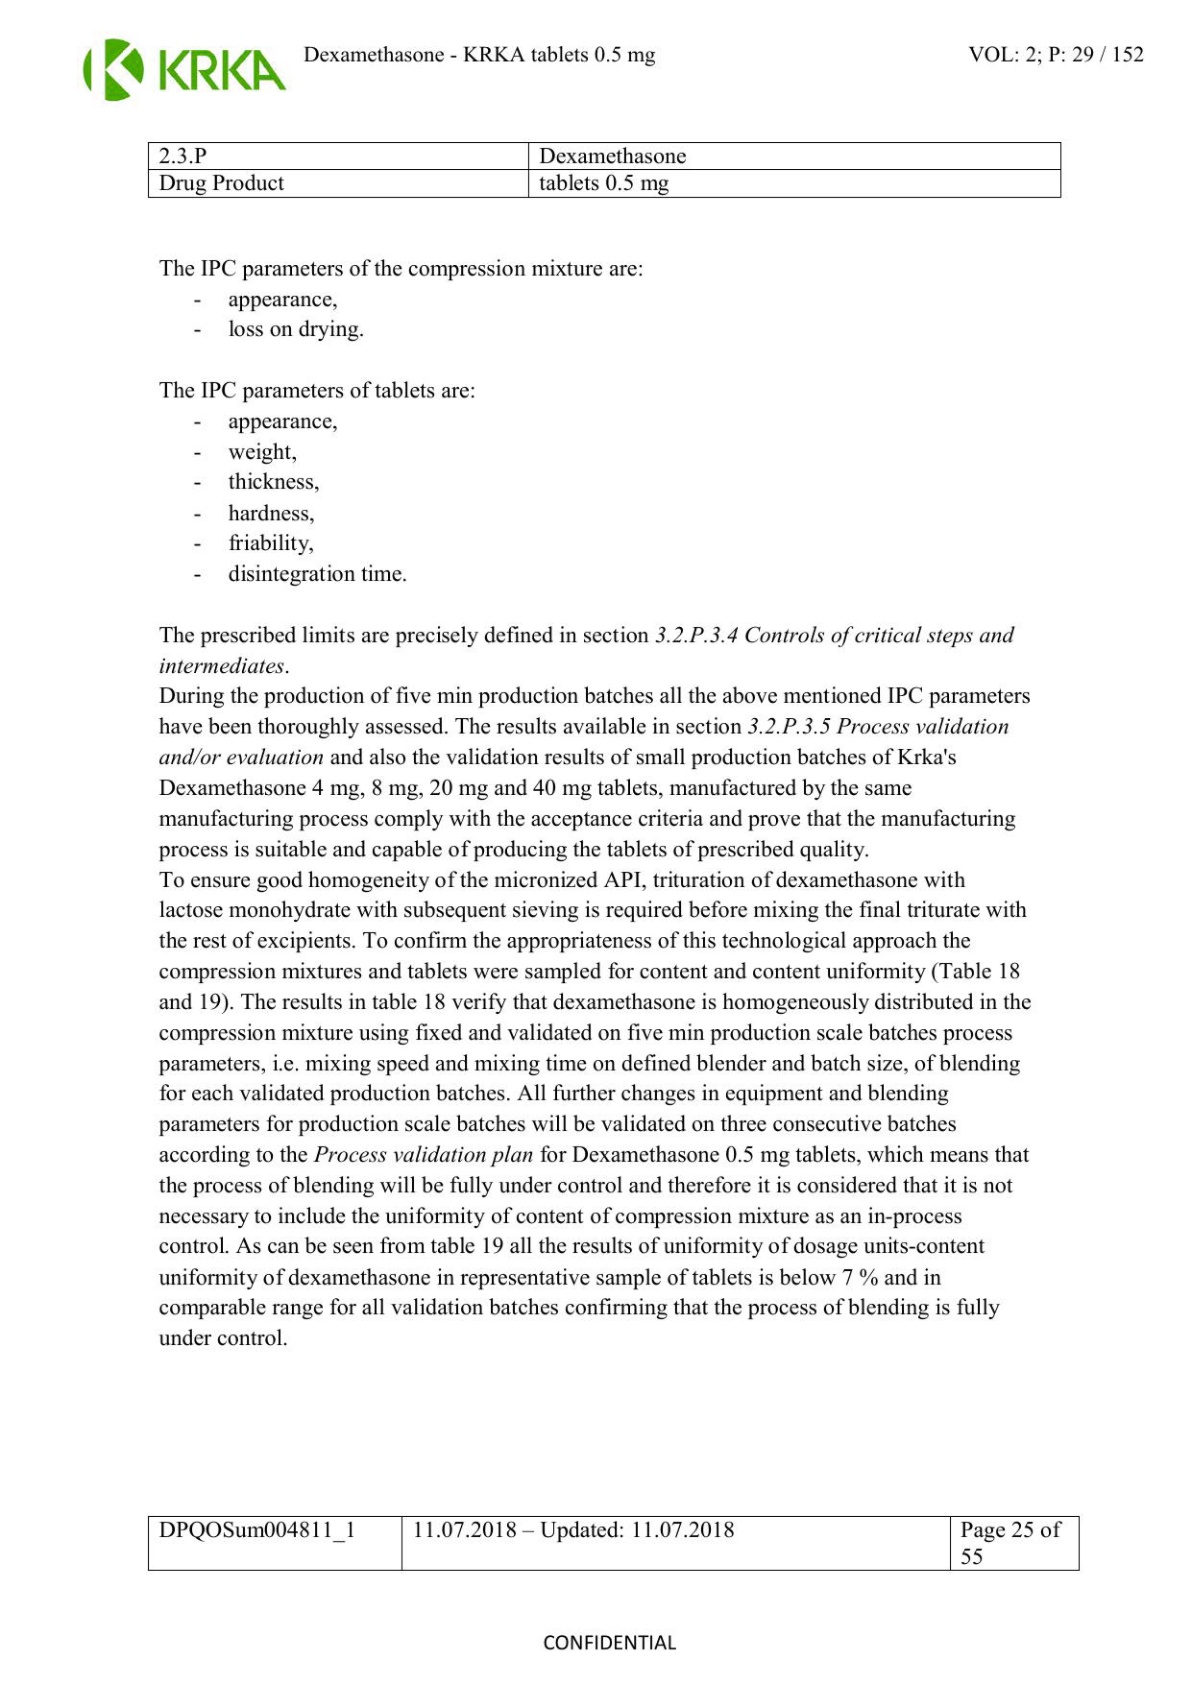 KRKA
Dexamethasone - KRKA tablets 0.5 mg
VOL: 2; P: 29 / 152
2.3.P
Dexamethasone
Drug Product
tablets 0.5 mg
The IPC parameters of the compression mixture are:
- appearance,
- loss on drying.
The IPC parameters of tablets are:
- appearance,
- weight,
- thickness,
- hardness,
- friability,
- disintegration time.
The prescribed limits are precisely defined in section 3.2.P.3.4 Controls of critical steps and
intermediates.
During the production of five min production batches all the above mentioned IPC parameters
have been thoroughly assessed. The results available in section 3.2.P.3.5 Process validation
and/or evaluation and also the validation results of small production batches of Krka's
Dexamethasone 4 mg, 8 mg, 20 mg and 40 mg tablets, manufactured by the same
manufacturing process comply with the acceptance criteria and prove that the manufacturing
process is suitable and capable of producing the tablets of prescribed quality.
To ensure good homogeneity of the micronized API, trituration of dexamethasone with
lactose monohydrate with subsequent sieving is required before mixing the final triturate with
the rest of excipients. To confirm the appropriateness of this technological approach the
compression mixtures and tablets were sampled for content and content uniformity (Table 18
and 19). The results in table 18 verify that dexamethasone is homogeneously distributed in the
compression mixture using fixed and validated on five min production scale batches process
parameters, i.e. mixing speed and mixing time on defined blender and batch size, of blending
for each validated production batches. All further changes in equipment and blending
parameters for production scale batches will be validated on three consecutive batches
according to the Process validation plan for Dexamethasone 0.5 mg tablets, which means that
the process of blending will be fully under control and therefore it is considered that it is not
necessary to include the uniformity of content of compression mixture as an in-process
control. As can be seen from table 19 all the results of uniformity of dosage units-content
uniformity of dexamethasone in representative sample of tablets is below 7 % and in
comparable range for all validation batches confirming that the process of blending is fully
under control.
DPQOSum004811_1
11.07.2018 – Updated: 11.07.2018
Page 25 of
55
CONFIDENTIAL